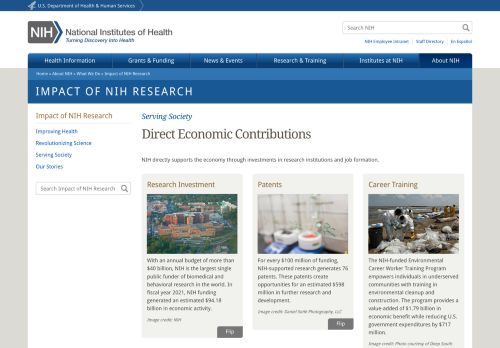 U.S. Department of Health & Human Services
Search NIH
NIH
National Institutes of Health
Turning Discovery Into Health
NIH Employee Intranet
Staff Directory
En Español
Health Information
Grants & Funding
News & Events
Research & Training
Institutes at NIH
About NIH
Home » About NIH » What We Do » Impact of NIH Research
IMPACT OF NIH RESEARCH
Impact of NIH Research
Improving Health
Revolutionizing Science
Serving Society
Our Stories
Search Impact of NIH Research
Serving Society
Direct Economic Contributions
NIH directly supports the economy through investments in research institutions and job formation.
Research Investment
With an annual budget of more than
$40 billion, NIH is the largest single
public funder of biomedical and
behavioral research in the world. In
fiscal year 2021, NIH funding
generated an estimated $94.18
billion in economic activity.
Image credit: NIH
Flip
Patents
For every $100 million of funding,
NIH-supported research generates 76
patents. These patents create
opportunities for an estimated $598
million in further research and
development.
Image credit: Daniel Soñé Photography, LLC
Flip
Career Training
The NIH-funded Environmental
Career Worker Training Program
empowers individuals in underserved
communities with training in
environmental cleanup and
construction. The program provides a
value-added of $1.79 billion in
economic benefit while reducing U.S.
government expenditures by $717
million.
Image credit: Photo courtesy of Deep South